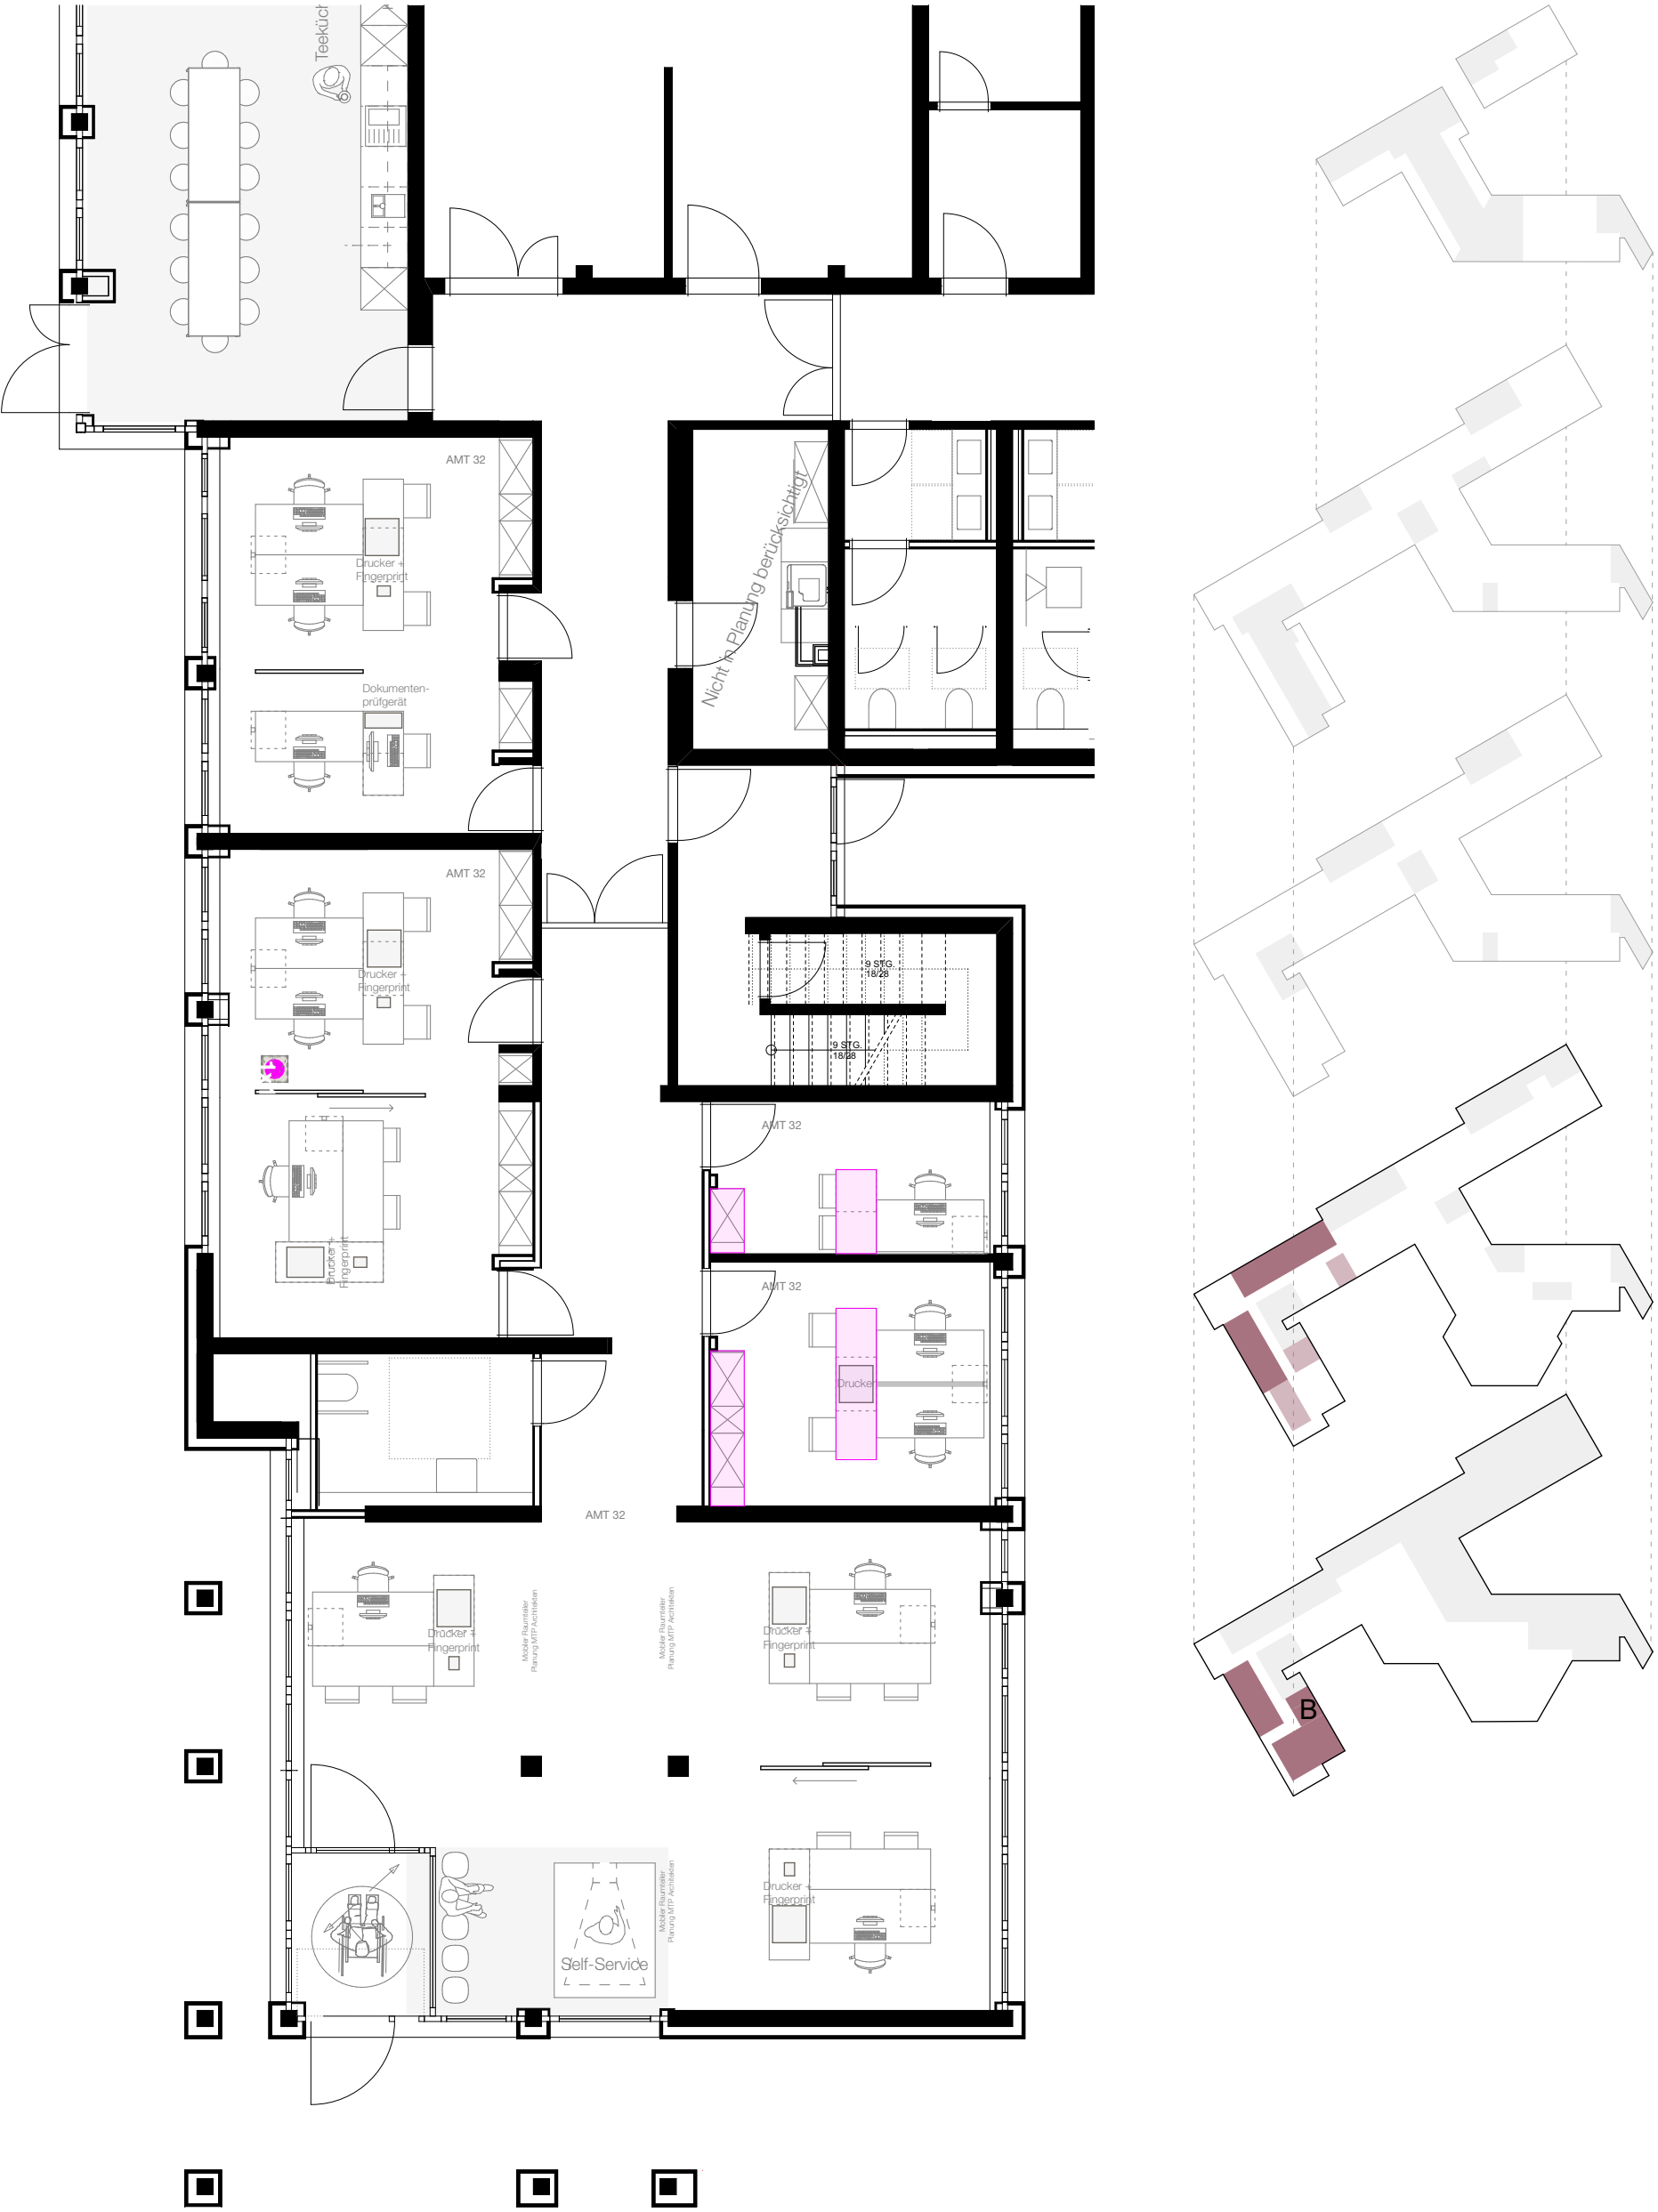 Teeküch
AMT 32
Drucker +
Fingerprint
Dokumenten-
prüfgerät
Nicht in Planung berücksichtigt
AMT 32
Drucker +
Fingerprint
9 STG.
18/28
9 STG.
18/28
Drucker +
Fingerprint
AMT 32
AMT 32
Drucker
AMT 32
Drucker +
Fingerprint
Mobiler Raumteiler
Planung MTP Architekten
Mobiler Raumteiler
Planung MTP Architekten
Drucker +
Fingerprint
B
Drucker +
Fingerprint
Mobiler Raumteiler
Planung MTP Architekten
Self-Service